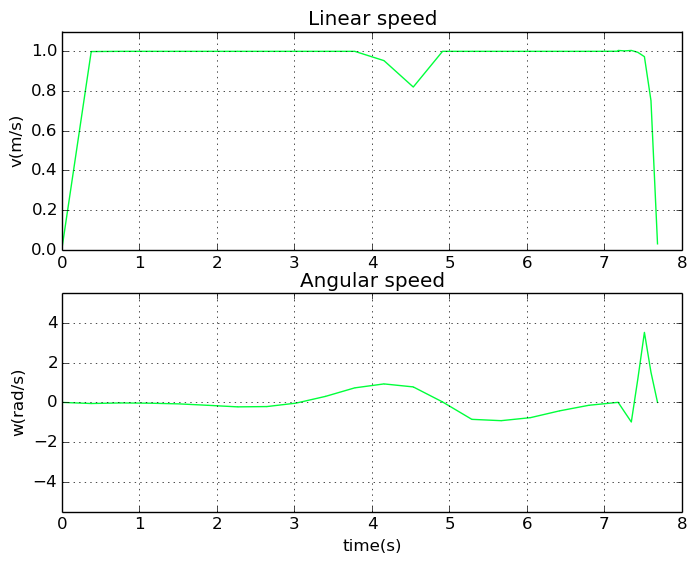 Linear speed
1.0
0.8
0.6
0.4
0.2
0.0
v(m/s)
0 1 2 3 4 5 6 7 8
Angular speed
4
2
0
−2
−4
w(rad/s)
0 1 2 3 4 5 6 7 8
time(s)